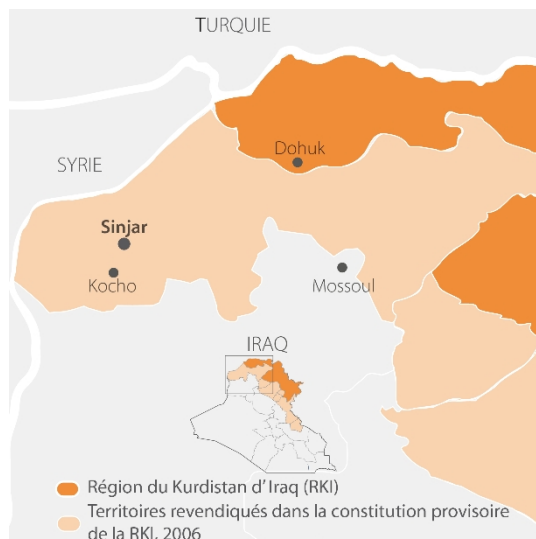 TURQUIE
Dohuk
SYRIE
Sinjar
Kocho
Mossoul
IRAQ
Région du Kurdistan d’Iraq (RKI)
Territoires revendiqués dans la constitution provisoire
de la RKI, 2006